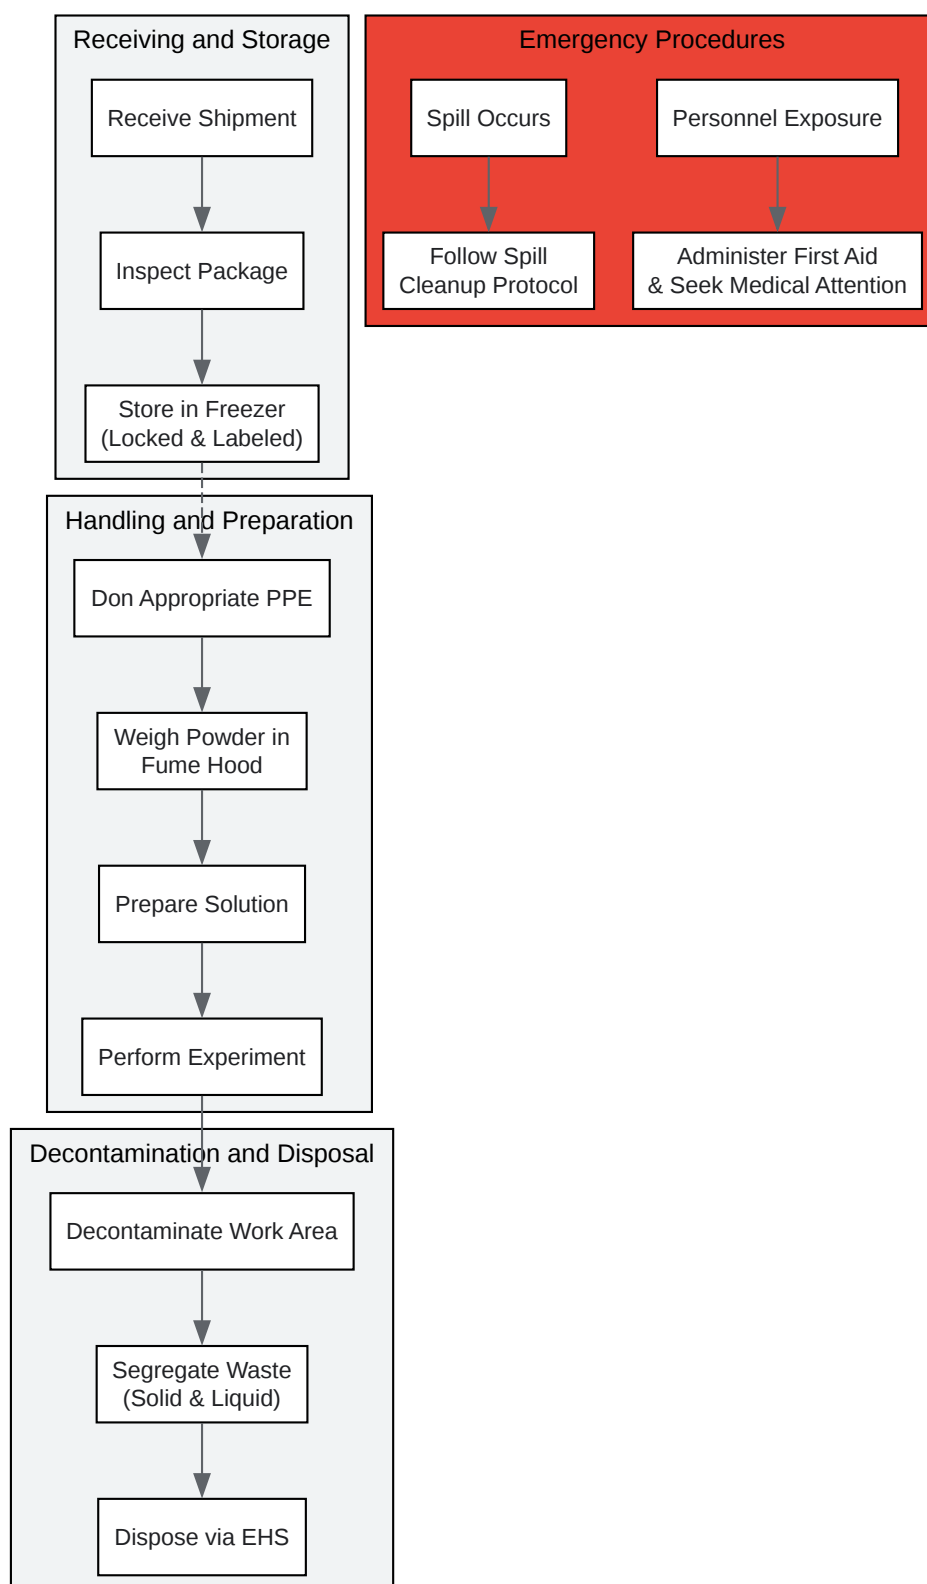 Receiving and Storage
Receive Shipment
Inspect Package
Store in Freezer
(Locked & Labeled)
Emergency Procedures
Spill Occurs
Personnel Exposure
Follow Spill
Cleanup Protocol
Administer First Aid
& Seek Medical Attention
Handling and Preparation
Don Appropriate PPE
Weigh Powder in
Fume Hood
Prepare Solution
Perform Experiment
Decontamination and Disposal
Decontaminate Work Area
Segregate Waste
(Solid & Liquid)
Dispose via EHS